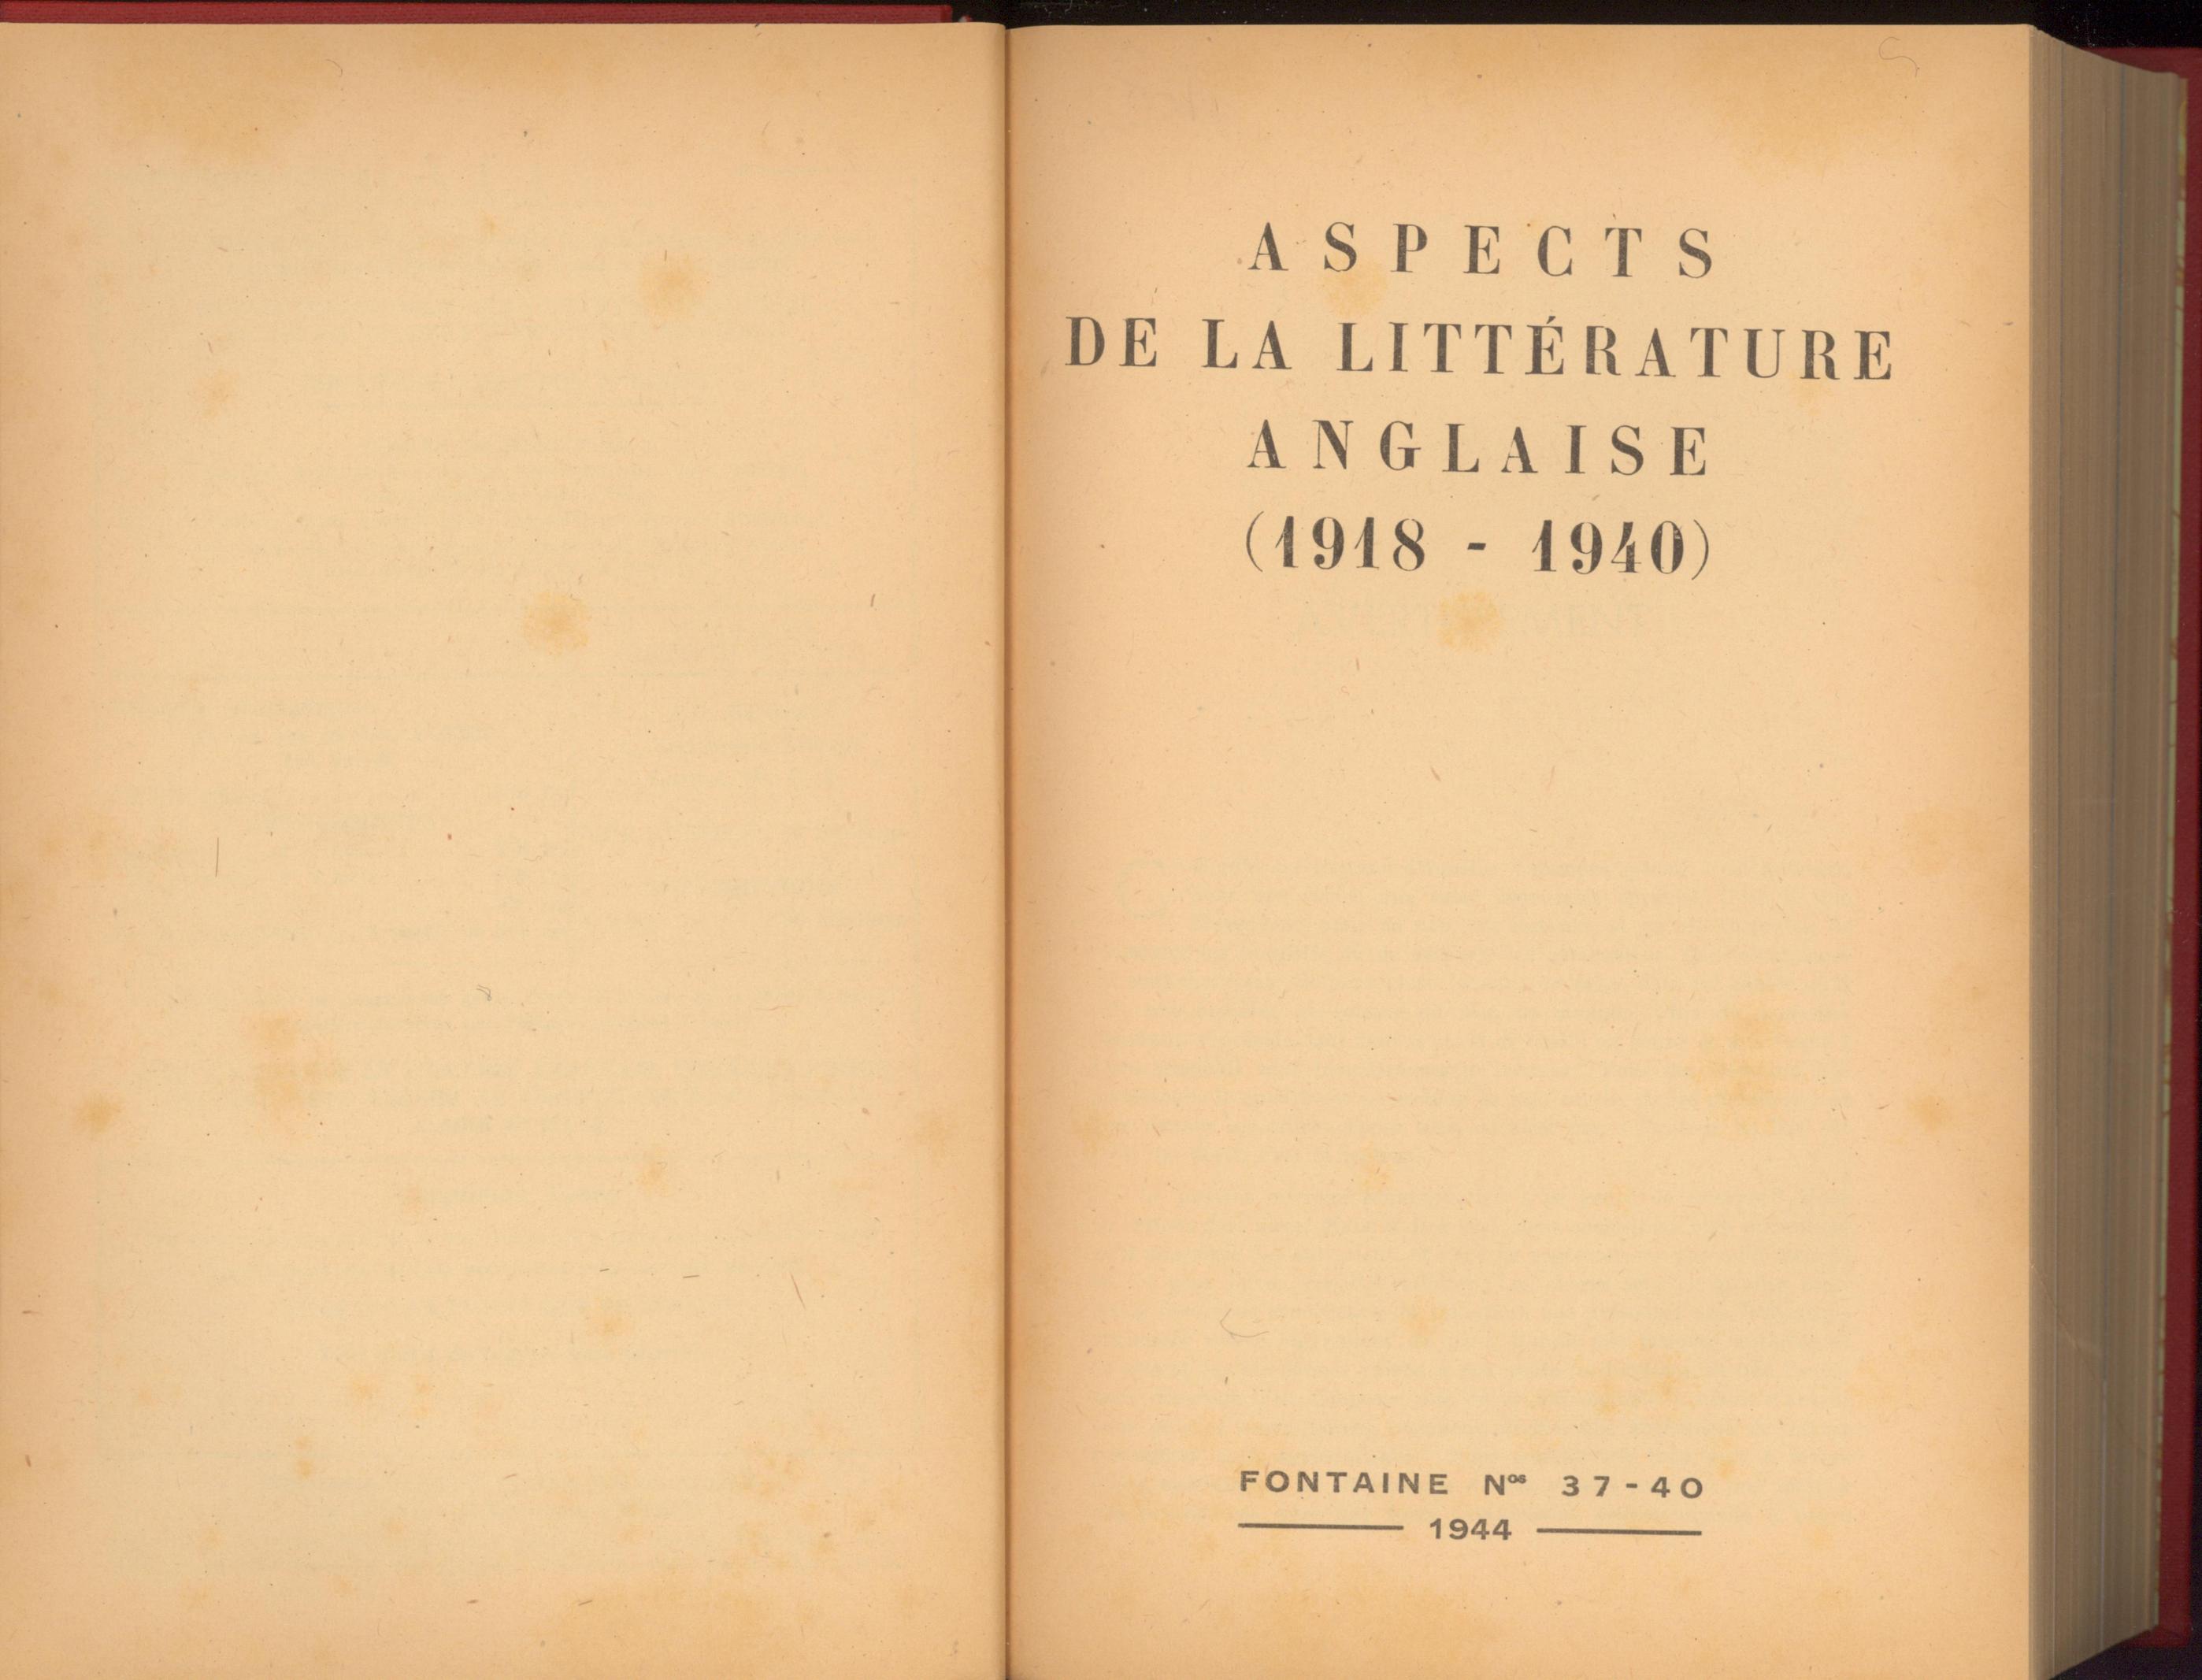 ASPECTS
DE LA LITTÉRATURE
ANGLAISE
(1918 - 1940)
FONTAINE Nos 37-40
1944